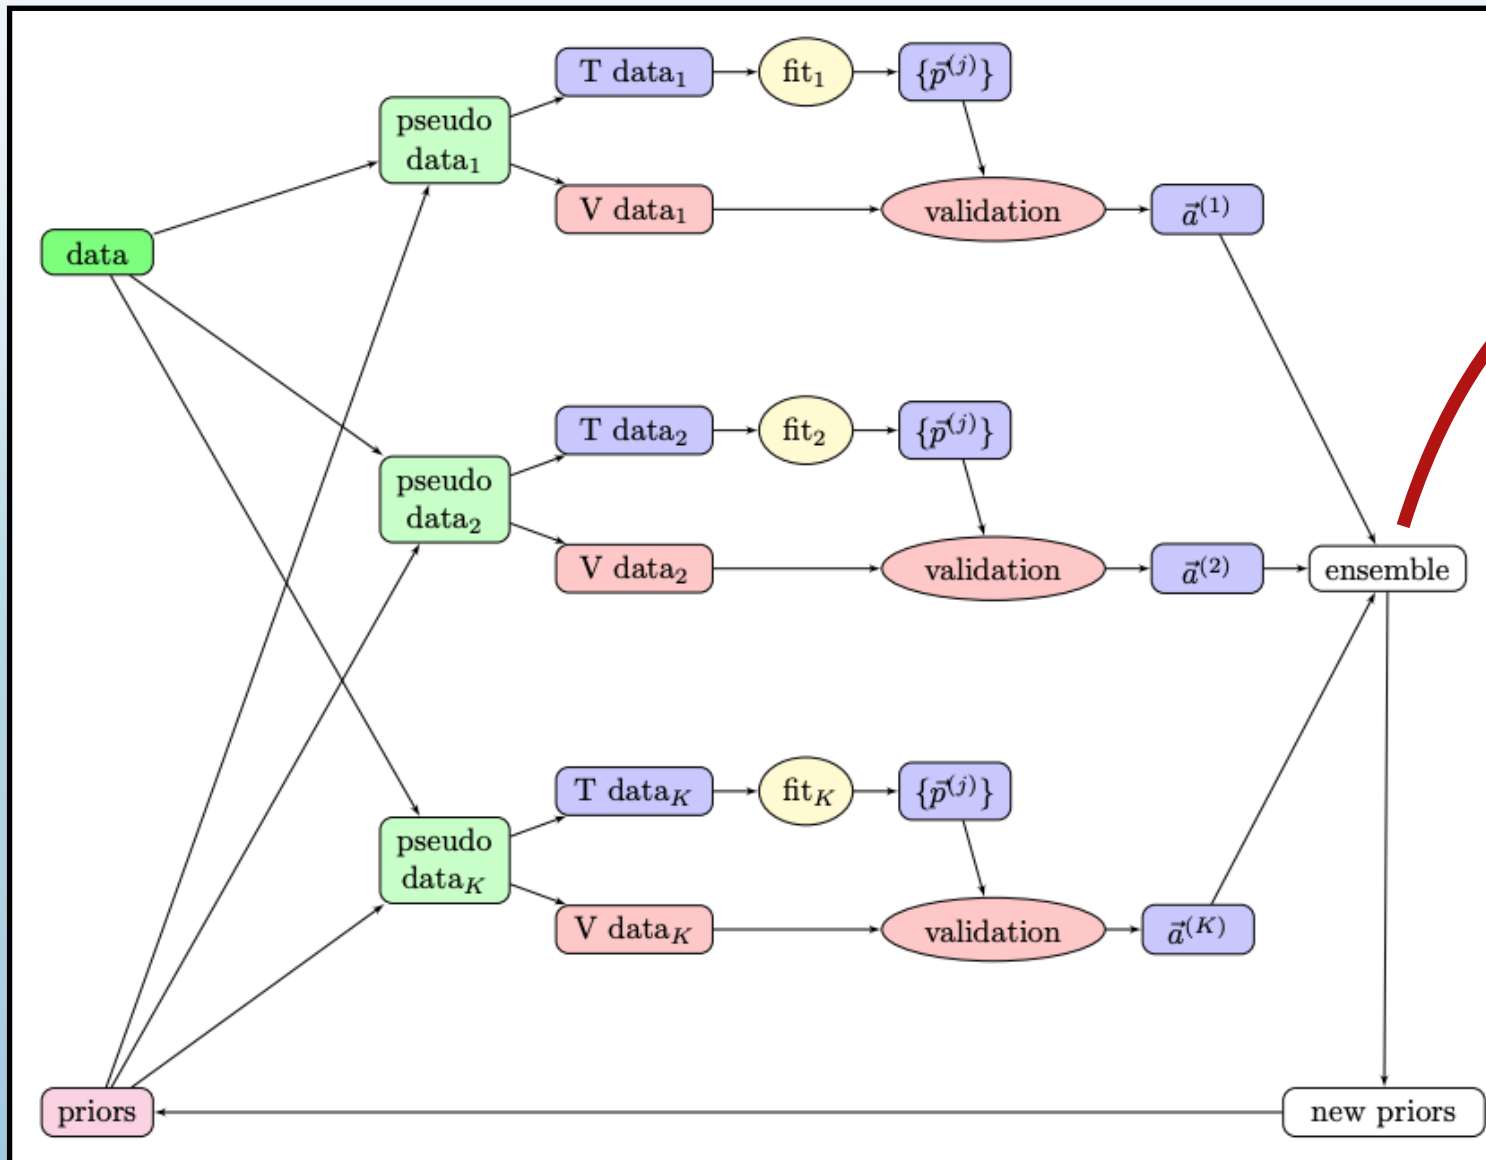 T data₁
fit₁
{p⃗⁽ʲ⁾}
pseudo
data₁
V data₁
validation
a⃗⁽¹⁾
data
T data₂
fit₂
{p⃗⁽ʲ⁾}
pseudo
data₂
V data₂
validation
a⃗⁽²⁾
ensemble
T data_K
fit_K
{p⃗⁽ʲ⁾}
pseudo
data_K
V data_K
validation
a⃗⁽ᴷ⁾
priors
new priors